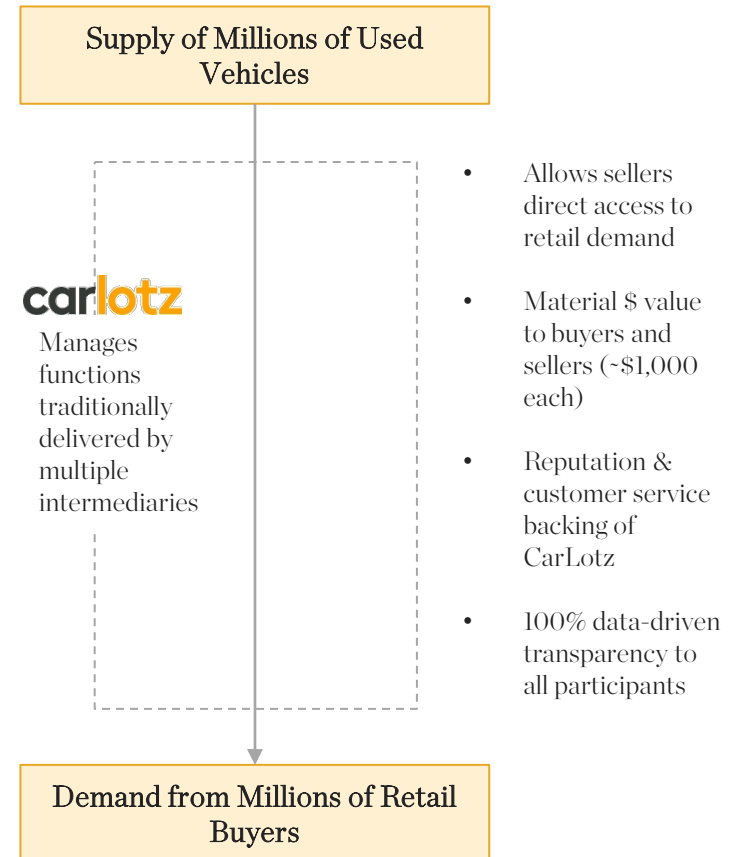 Supply of Millions of Used
Vehicles
carlotz
Manages
functions
traditionally
delivered by
multiple
intermediaries
• Allows sellers
direct access to
retail demand
• Material $ value
to buyers and
sellers (~$1,000
each)
• Reputation &
customer service
backing of
CarLotz
• 100% data-driven
transparency to
all participants
Demand from Millions of Retail
Buyers